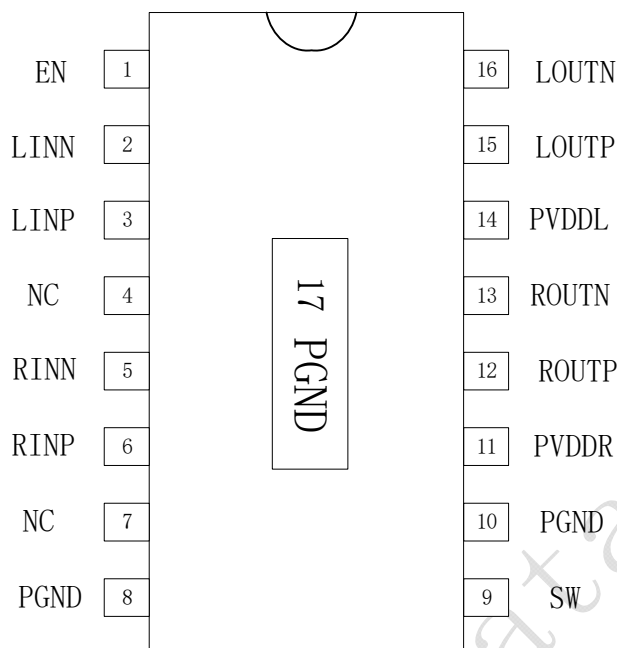 EN 1 16 LOUTN
LINN 2 15 LOUTP
LINP 3 14 PVDDL
NC 4 13 ROUTN
RINN 5 12 ROUTP
RINP 6 11 PVDDR
NC 7 10 PGND
PGND 8 9 SW
17 PGND